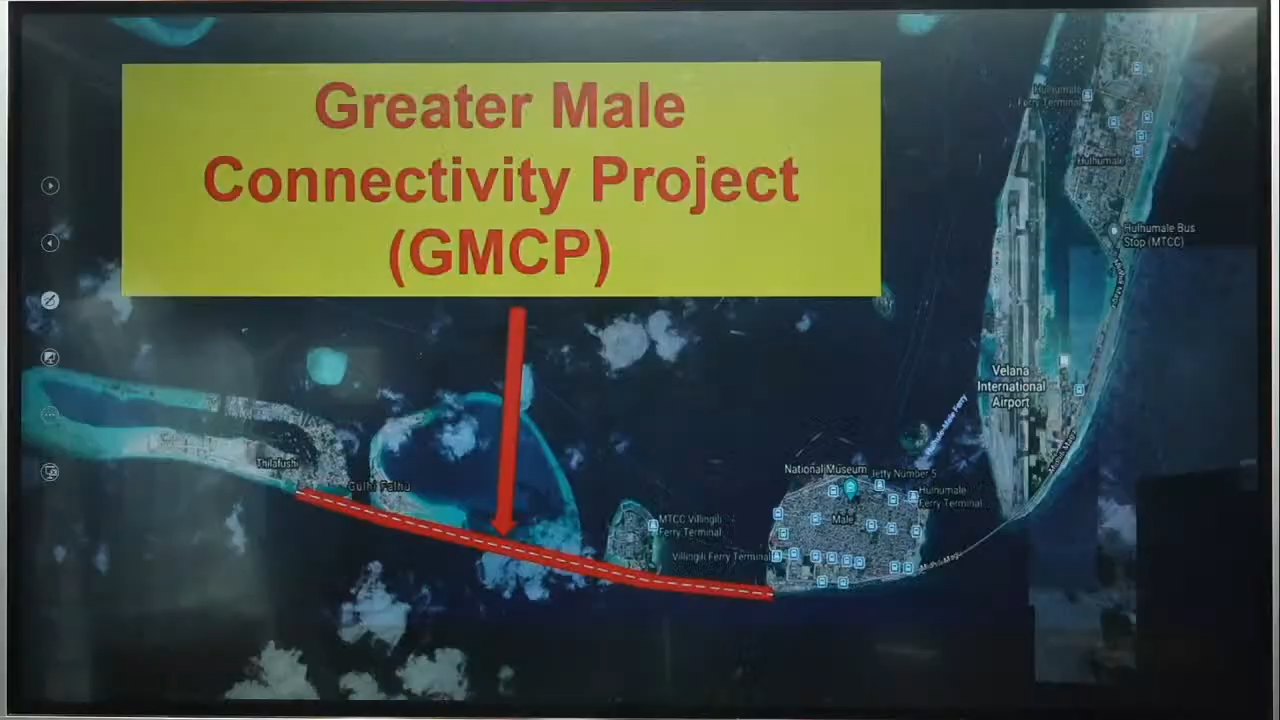 Greater Male
Connectivity Project
(GMCP)
Hulhumale
Ferry Terminal
Hulhumale
Hulhumale Bus
Stop (MTCC)
Velana
International
Airport
Thilafushi
Gulhi Falhu
MTCC Villingili
Ferry Terminal
Villingili Ferry Terminal
National Museum
Jetty Number 5
Hulhumale
Ferry Terminal
Male